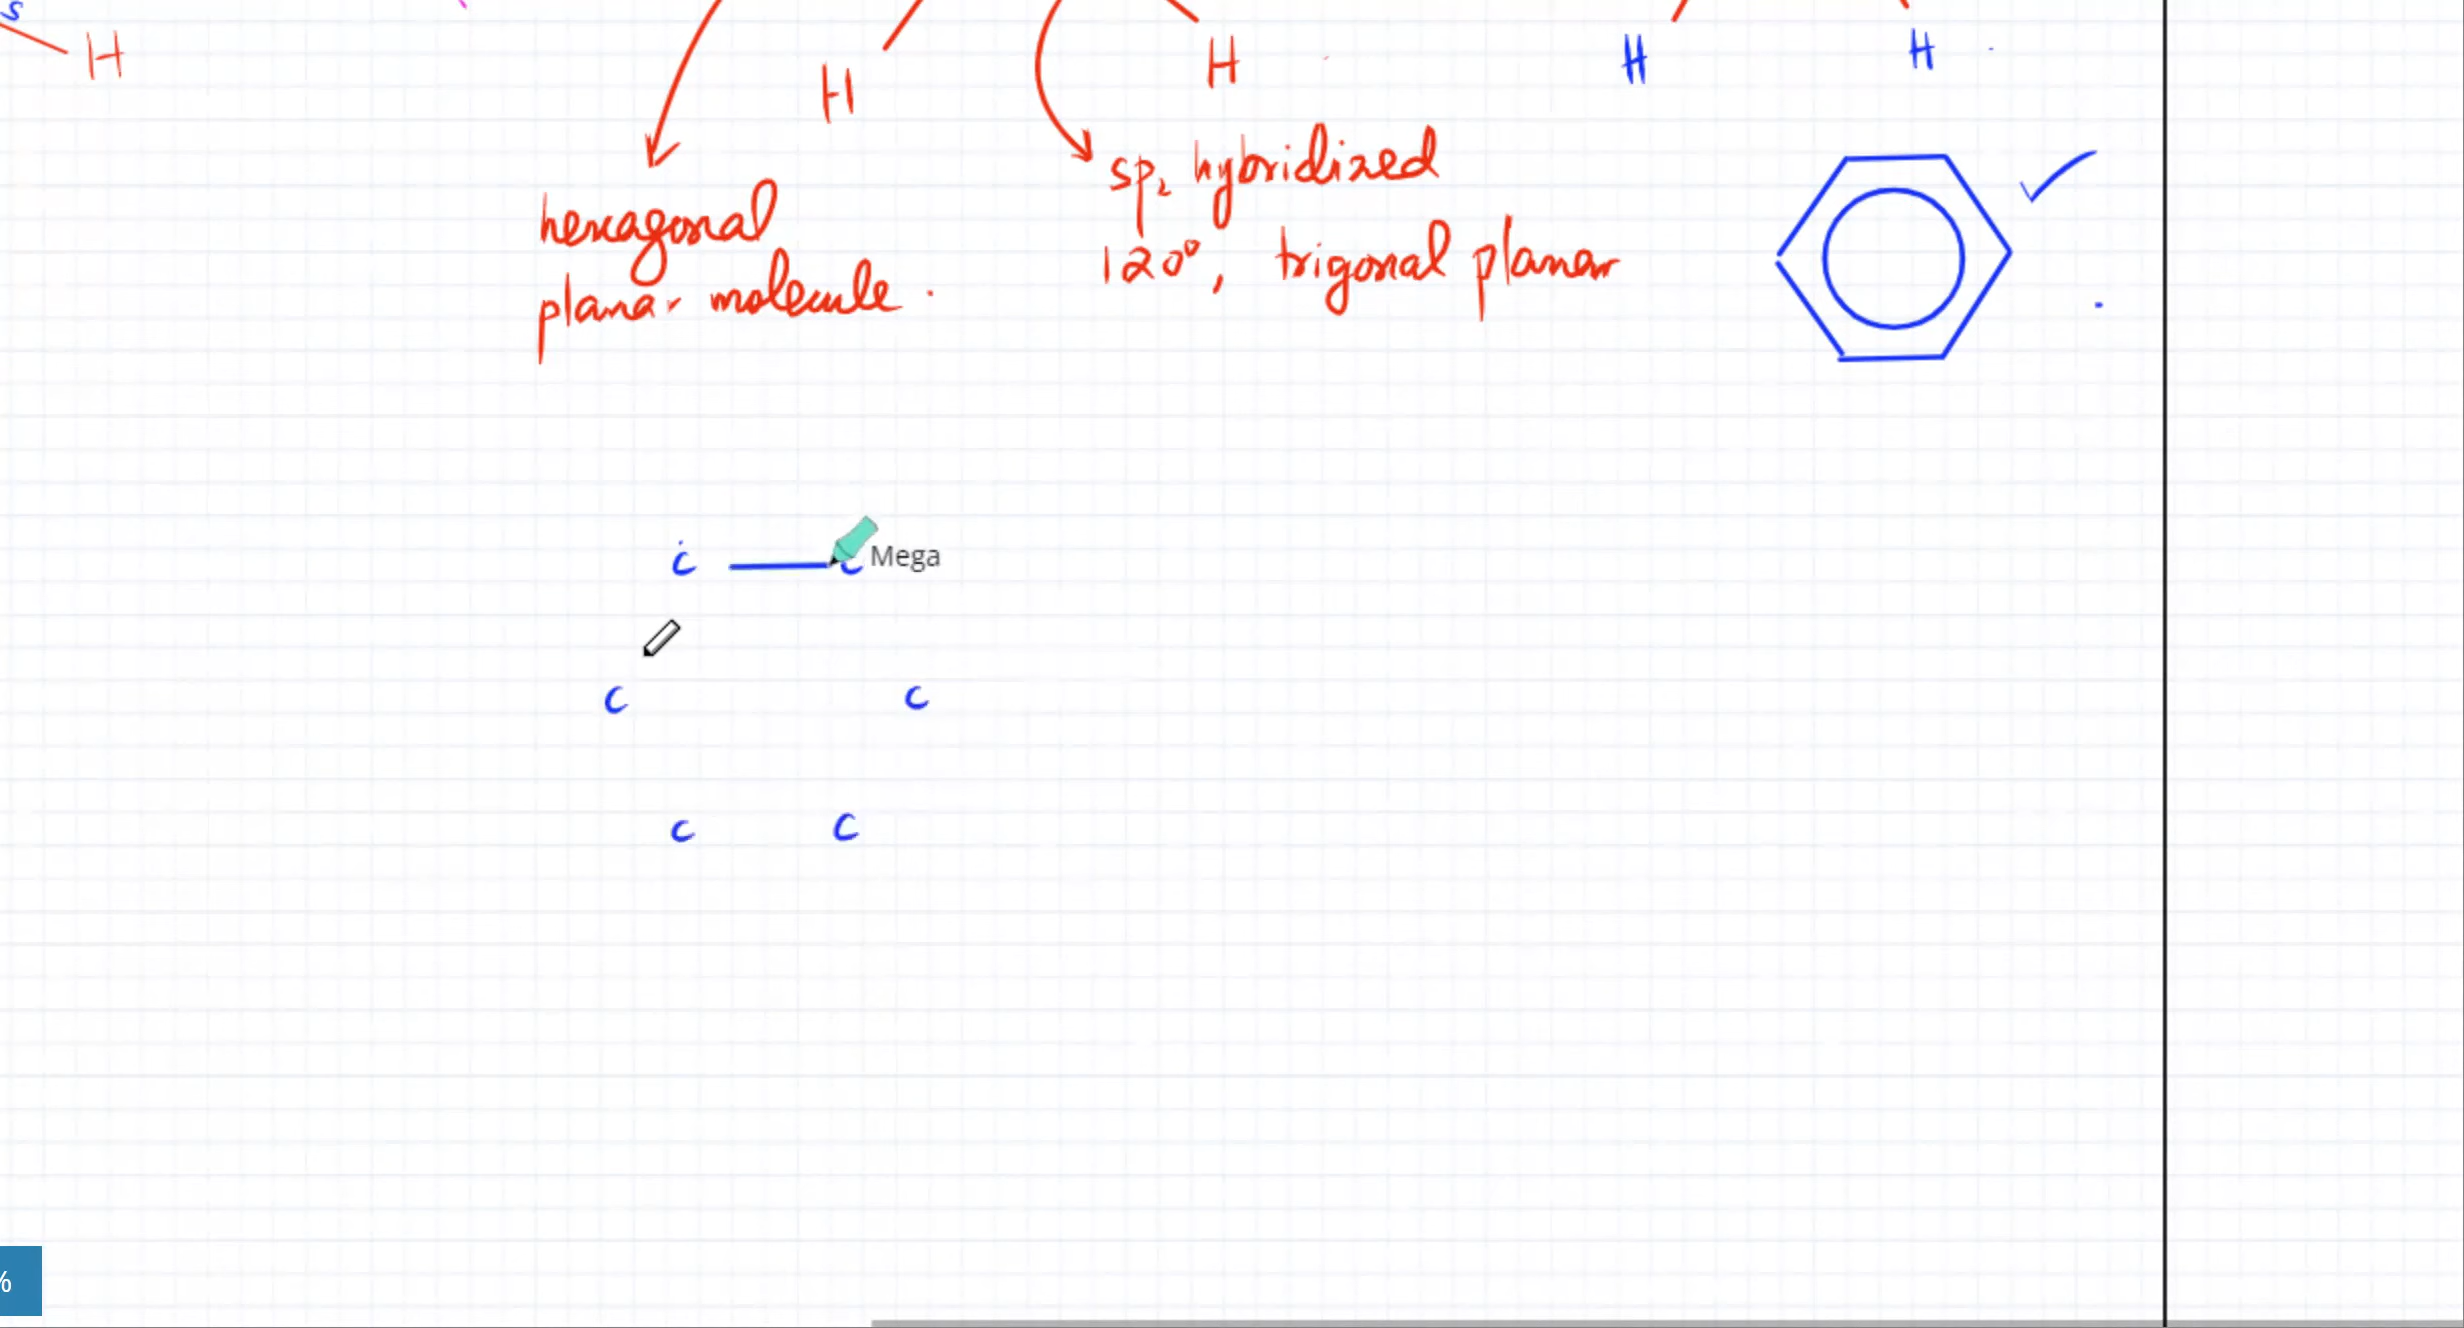 s
H
H
H
H
H
sp2 hybridized
120°, trigonal planar
hexagonal
planar molecule.
c c Mega
c c
c c
%